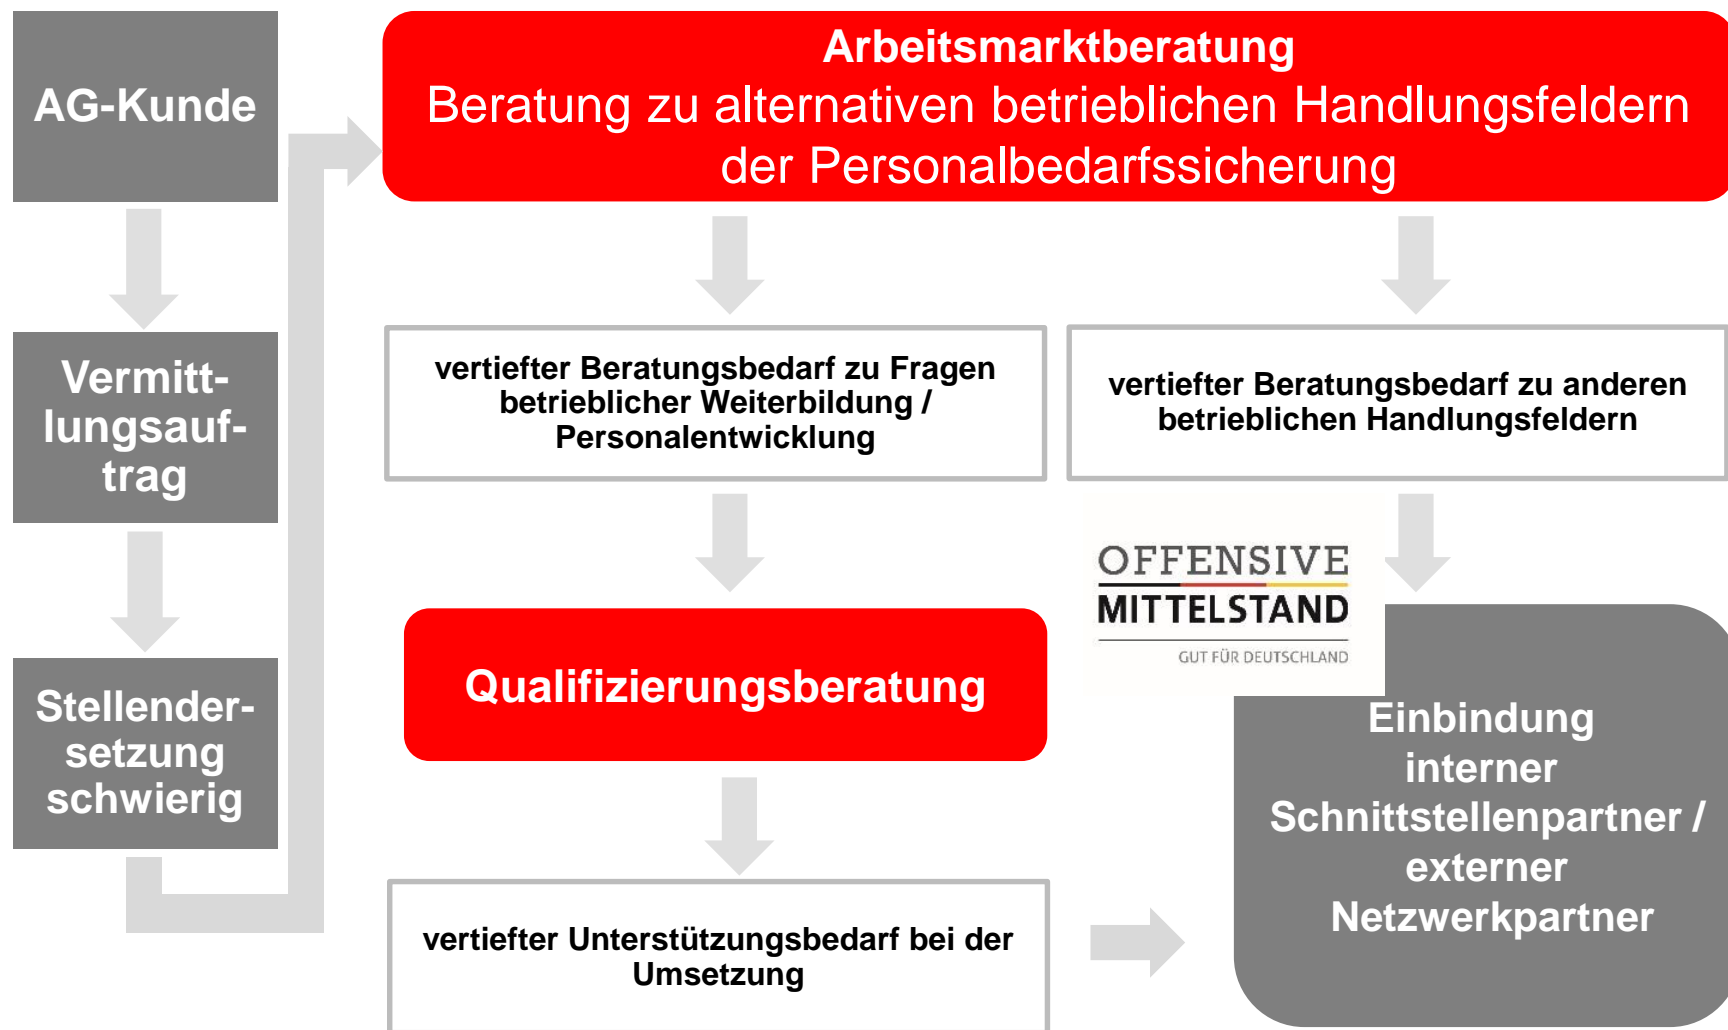 AG-Kunde
Vermitt-
lungsauf-
trag
Stellender-
setzung
schwierig
Arbeitsmarktberatung
Beratung zu alternativen betrieblichen Handlungsfeldern
der Personalbedarfssicherung
vertiefter Beratungsbedarf zu Fragen
betrieblicher Weiterbildung /
Personalentwicklung
vertiefter Beratungsbedarf zu anderen
betrieblichen Handlungsfeldern
Qualifizierungsberatung
OFFENSIVE
MITTELSTAND
GUT FÜR DEUTSCHLAND
vertiefter Unterstützungsbedarf bei der
Umsetzung
Einbindung
interner
Schnittstellenpartner /
externer
Netzwerkpartner